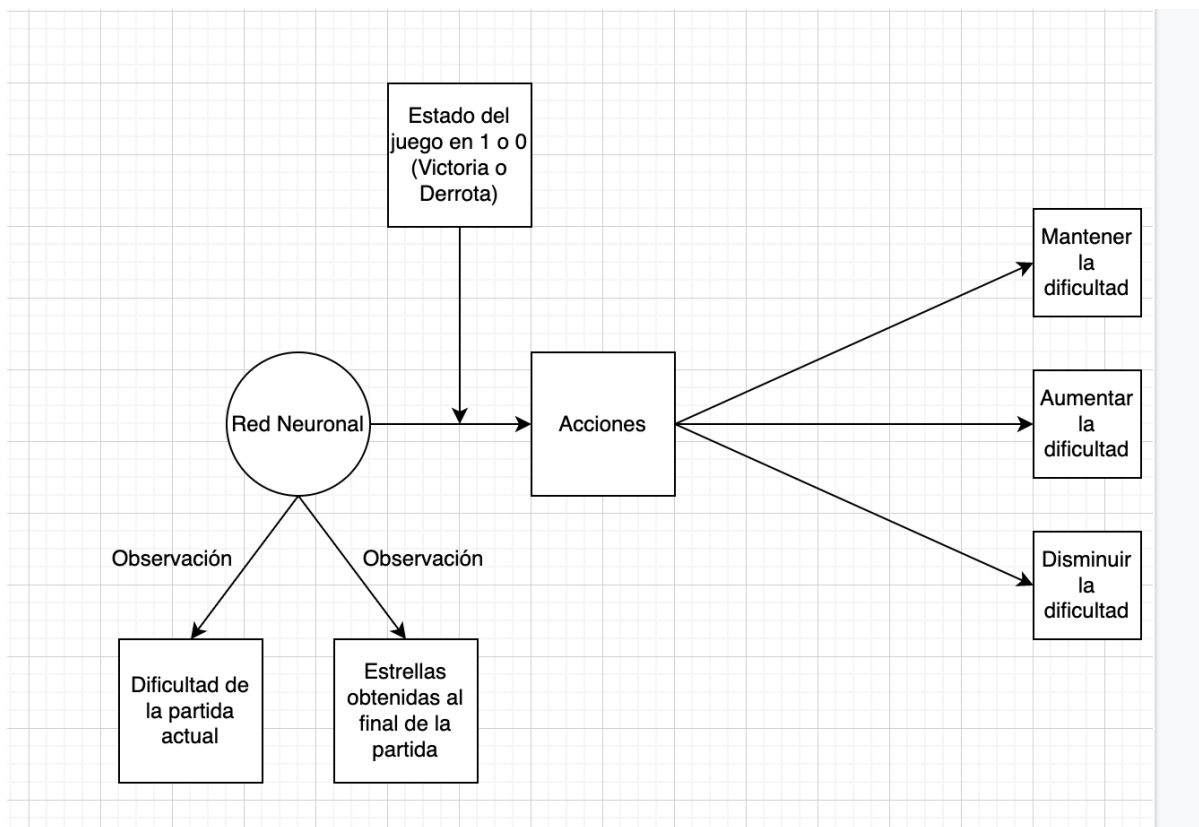 Estado del
juego en 1 o 0
(Victoria o
Derrota)
Mantener
la
dificultad
Red Neuronal
Acciones
Aumentar
la
dificultad
Observación
Observación
Disminuir
la
dificultad
Dificultad de
la partida
actual
Estrellas
obtenidas al
final de la
partida